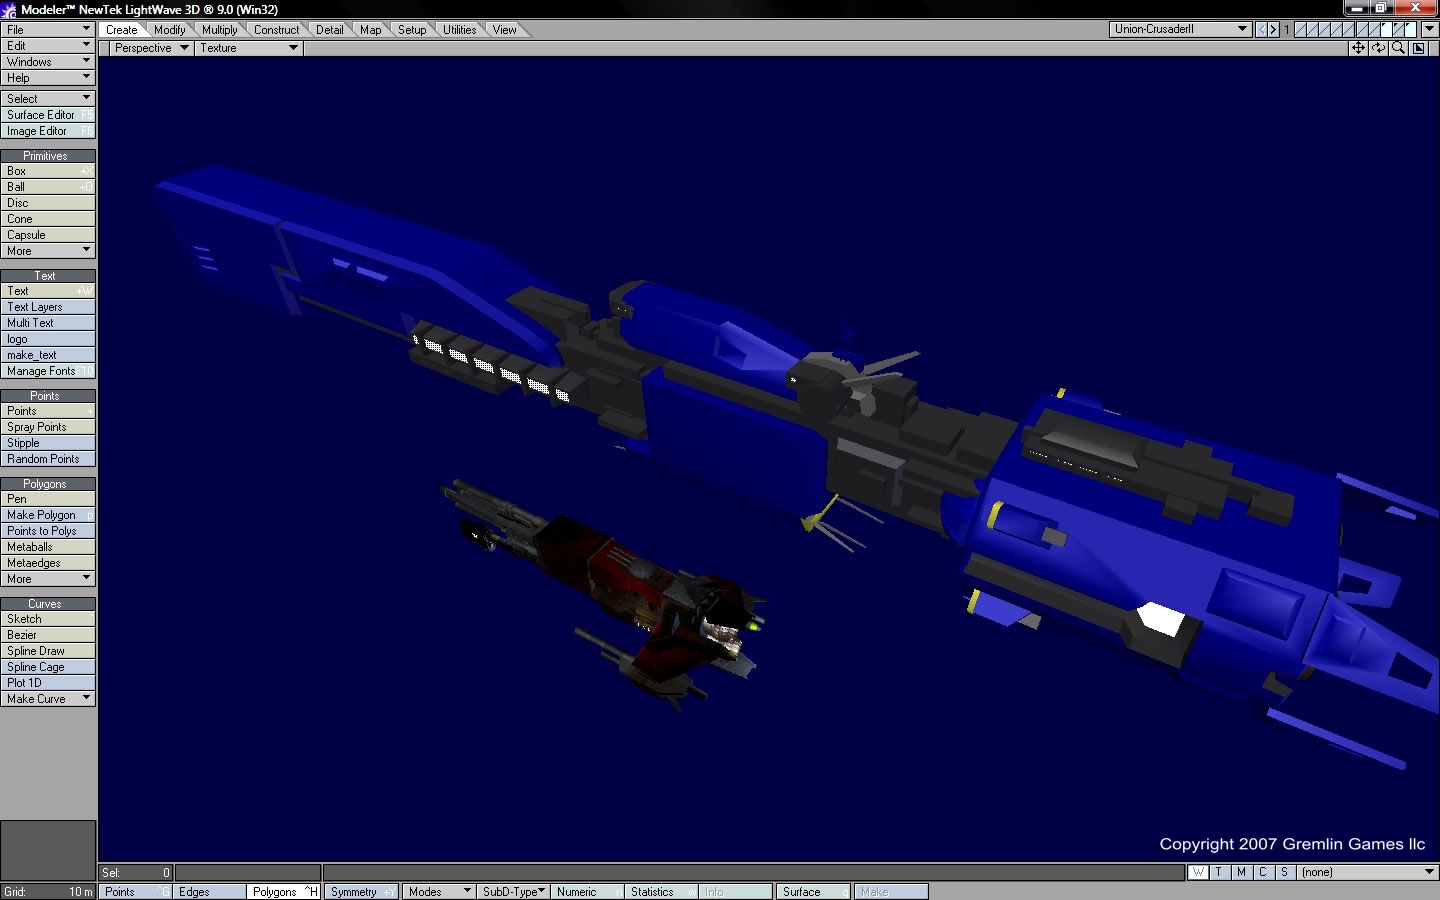 Modeler™ NewTek LightWave 3D ® 9.0 (Win32)
File
Create Modify Multiply Construct Detail Map Setup Utilities View
Union-CrusaderII
1
Edit
Perspective
Texture
Windows
Help
Select
Surface Editor F5
Image Editor F6
Primitives
Box +X
Ball +O
Disc
Cone
Capsule
More
Text
Text +W
Text Layers
Multi Text
logo
make_text
Manage Fonts F10
Points
Points +
Spray Points
Stipple
Random Points
Polygons
Pen
Make Polygon p
Points to Polys
Metaballs
Metaedges
More
Curves
Sketch
Bezier
Spline Draw
Spline Cage
Plot 1D
Make Curve
Copyright 2007 Gremlin Games llc
Sel: 0
W T M C S (none)
Grid: 10 m
Points ^G Edges Polygons ^H Symmetry +Y Modes SubD-Type Numeric n Statistics w Info i Surface q Make